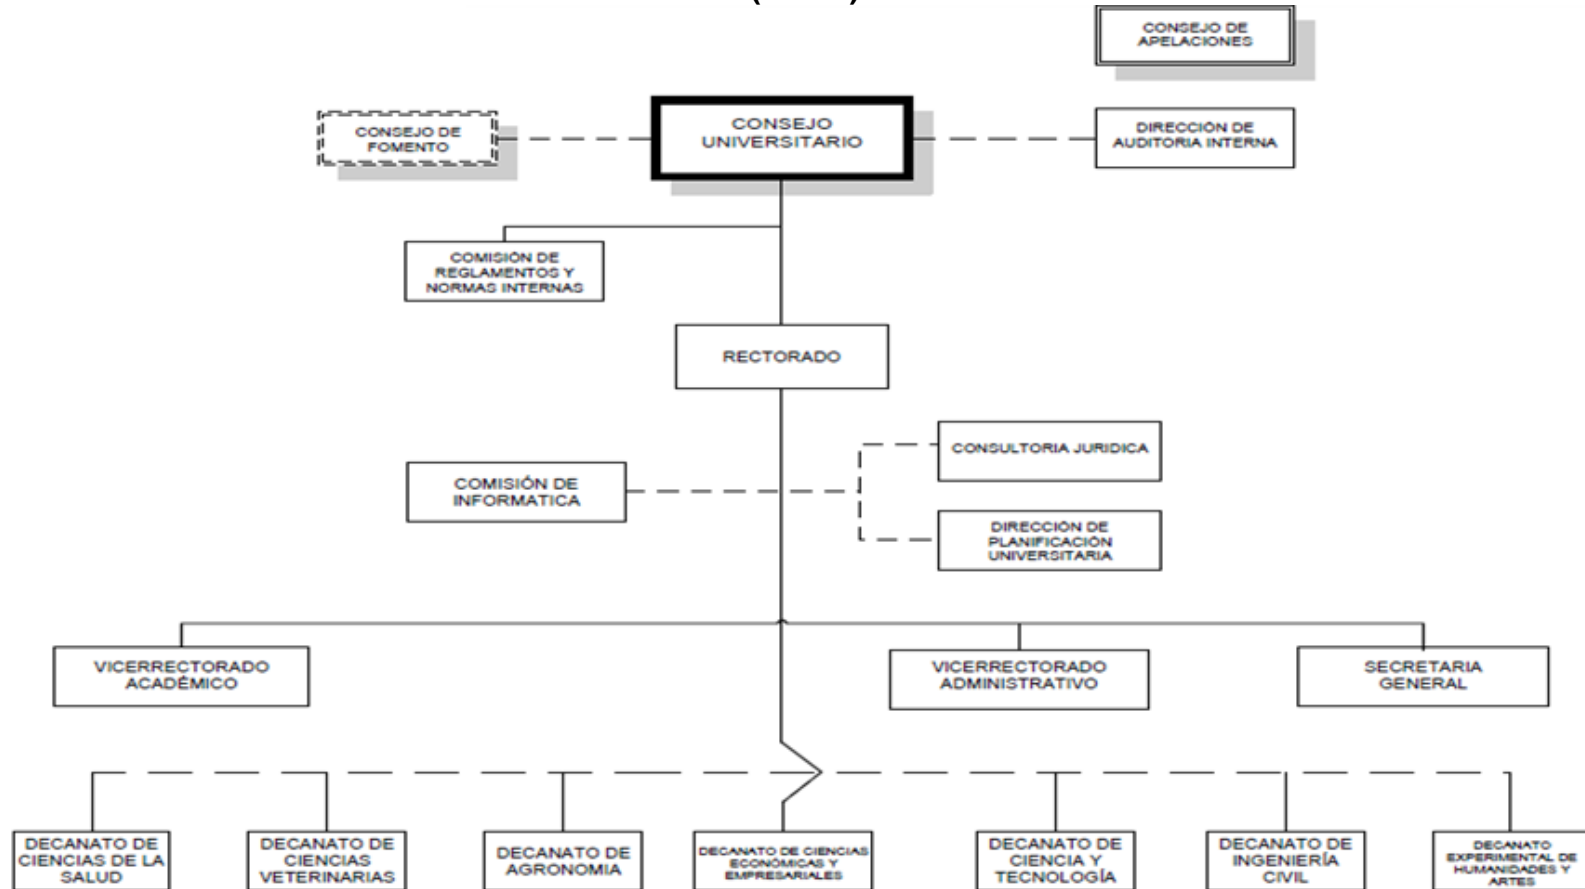 CONSEJO DE
APELACIONES
CONSEJO DE
FOMENTO
CONSEJO
UNIVERSITARIO
DIRECCIÓN DE
AUDITORIA INTERNA
COMISIÓN DE
REGLAMENTOS Y
NORMAS INTERNAS
RECTORADO
CONSULTORIA JURIDICA
COMISIÓN DE
INFORMATICA
DIRECCIÓN DE
PLANIFICACIÓN
UNIVERSITARIA
VICERRECTORADO
ACADÉMICO
VICERRECTORADO
ADMINISTRATIVO
SECRETARIA
GENERAL
DECANATO DE
CIENCIAS DE LA
SALUD
DECANATO DE
CIENCIAS
VETERINARIAS
DECANATO DE
AGRONOMIA
DECANATO DE CIENCIAS
ECONÓMICAS Y
EMPRESARIALES
DECANATO DE
CIENCIA Y
TECNOLOGÍA
DECANATO DE
INGENIERÍA
CIVIL
DECANATO
EXPERIMENTAL DE
HUMANIDADES Y
ARTES